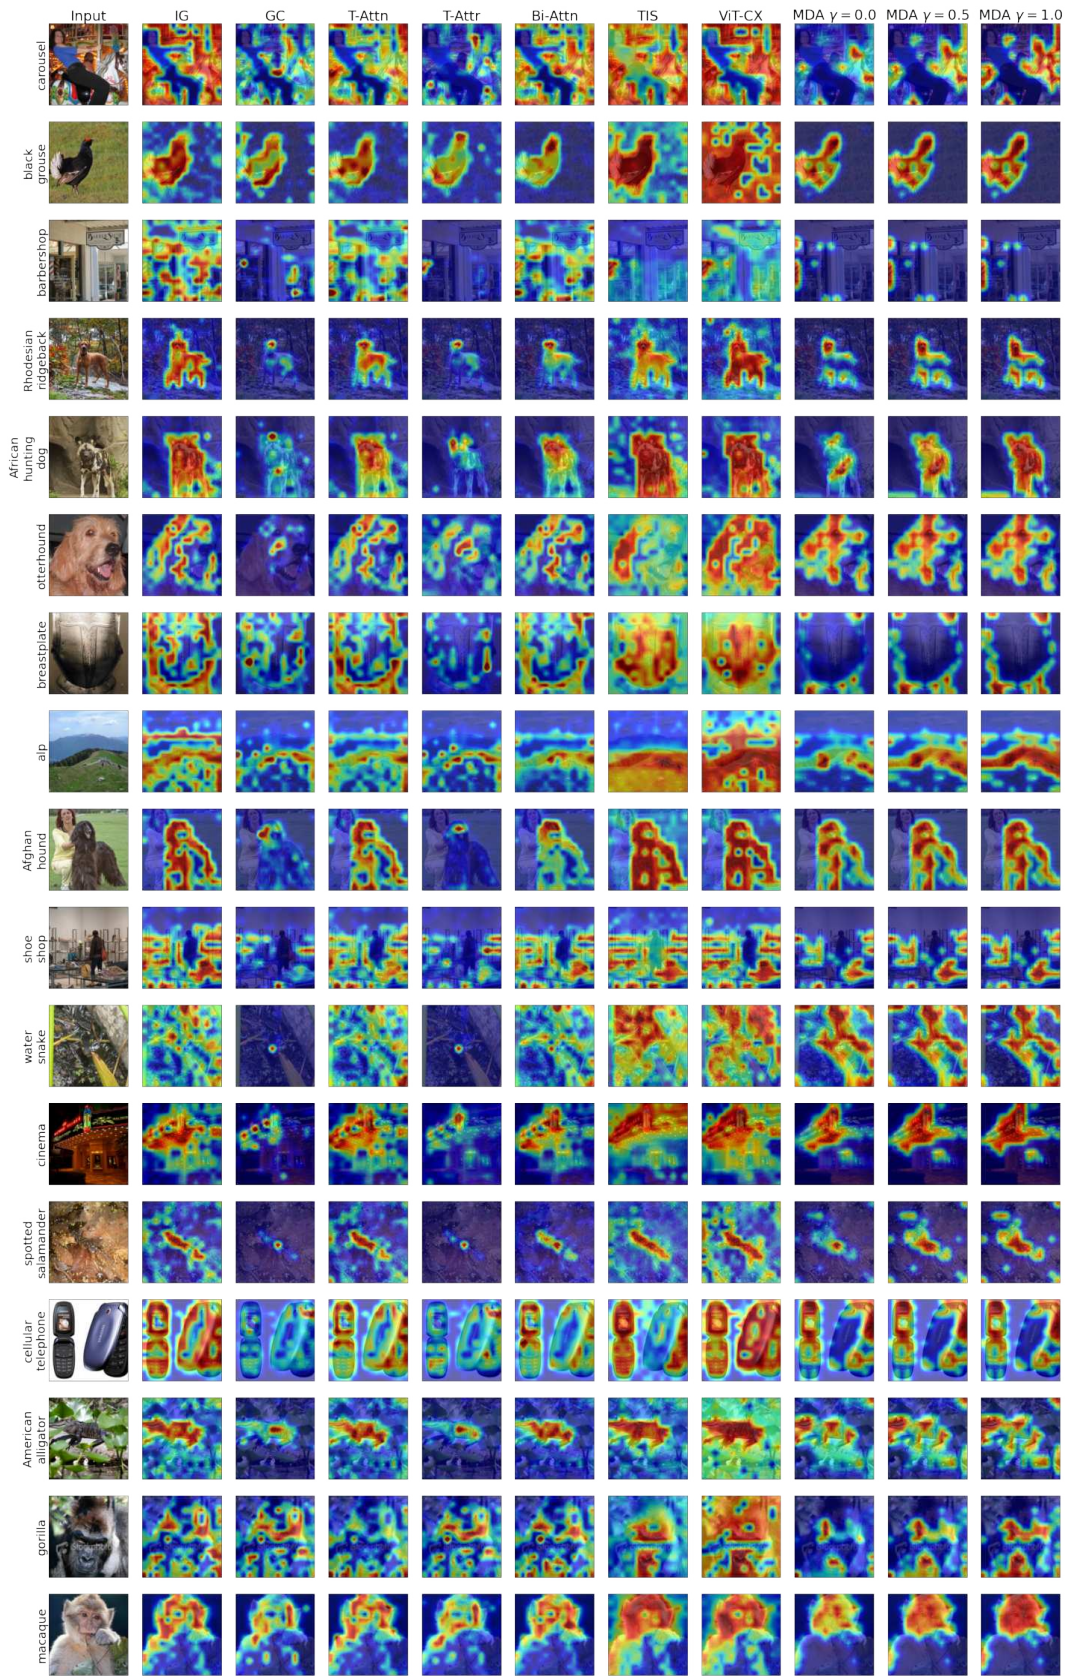 Input IG GC T-Attn T-Attr Bi-Attn TIS ViT-CX MDA γ = 0.0 MDA γ = 0.5 MDA γ = 1.0
carousel
black
grouse
barbershop
Rhodesian
ridgeback
African
hunting
dog
otterhound
breastplate
alp
Afghan
hound
shoe
shop
water
snake
cinema
spotted
salamander
cellular
telephone
American
alligator
gorilla
macaque